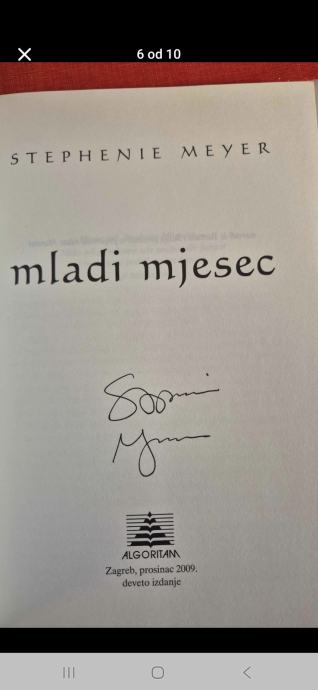 6 od 10
STEPHENIE MEYER
mladi mjesec
ALGORITAM
Zagreb, prosinac 2009.
deveto izdanje